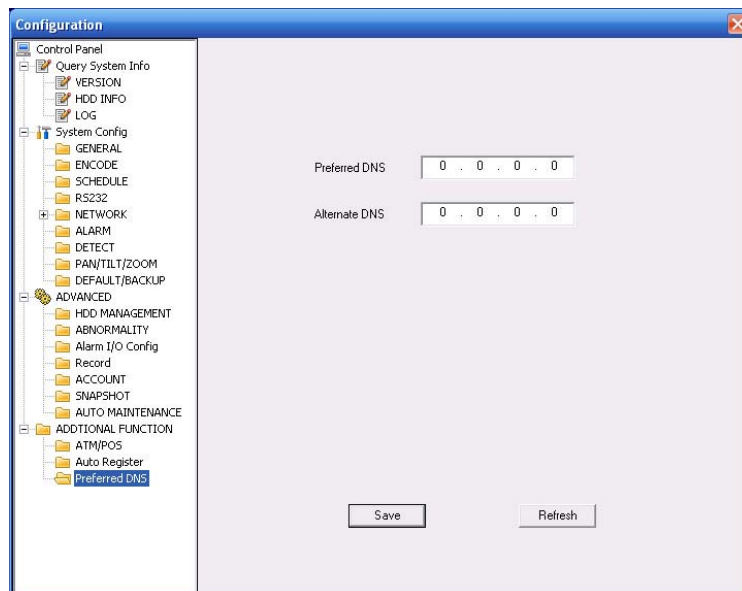 Configuration
Control Panel
Query System Info
VERSION
HDD INFO
LOG
System Config
GENERAL
ENCODE
SCHEDULE
RS232
NETWORK
ALARM
DETECT
PAN/TILT/ZOOM
DEFAULT/BACKUP
ADVANCED
HDD MANAGEMENT
ABNORMALITY
Alarm I/O Config
Record
ACCOUNT
SNAPSHOT
AUTO MAINTENANCE
ADDTIONAL FUNCTION
ATM/POS
Auto Register
Preferred DNS
Preferred DNS 0 . 0 . 0 . 0
Alternate DNS 0 . 0 . 0 . 0
Save Refresh